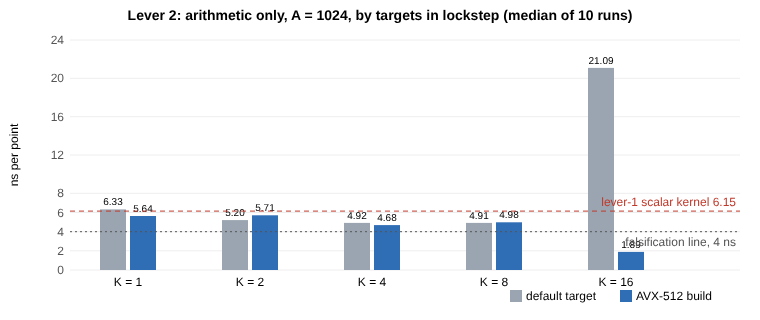 Lever 2: arithmetic only, A = 1024, by targets in lockstep (median of 10 runs)
ns per point
24
20
16
12
8
6
4
2
0
6.33
5.64
5.20
5.71
4.92
4.68
4.91
4.98
21.09
1.89
lever-1 scalar kernel 6.15
falsification line, 4 ns
K = 1
K = 2
K = 4
K = 8
K = 16
default target
AVX-512 build